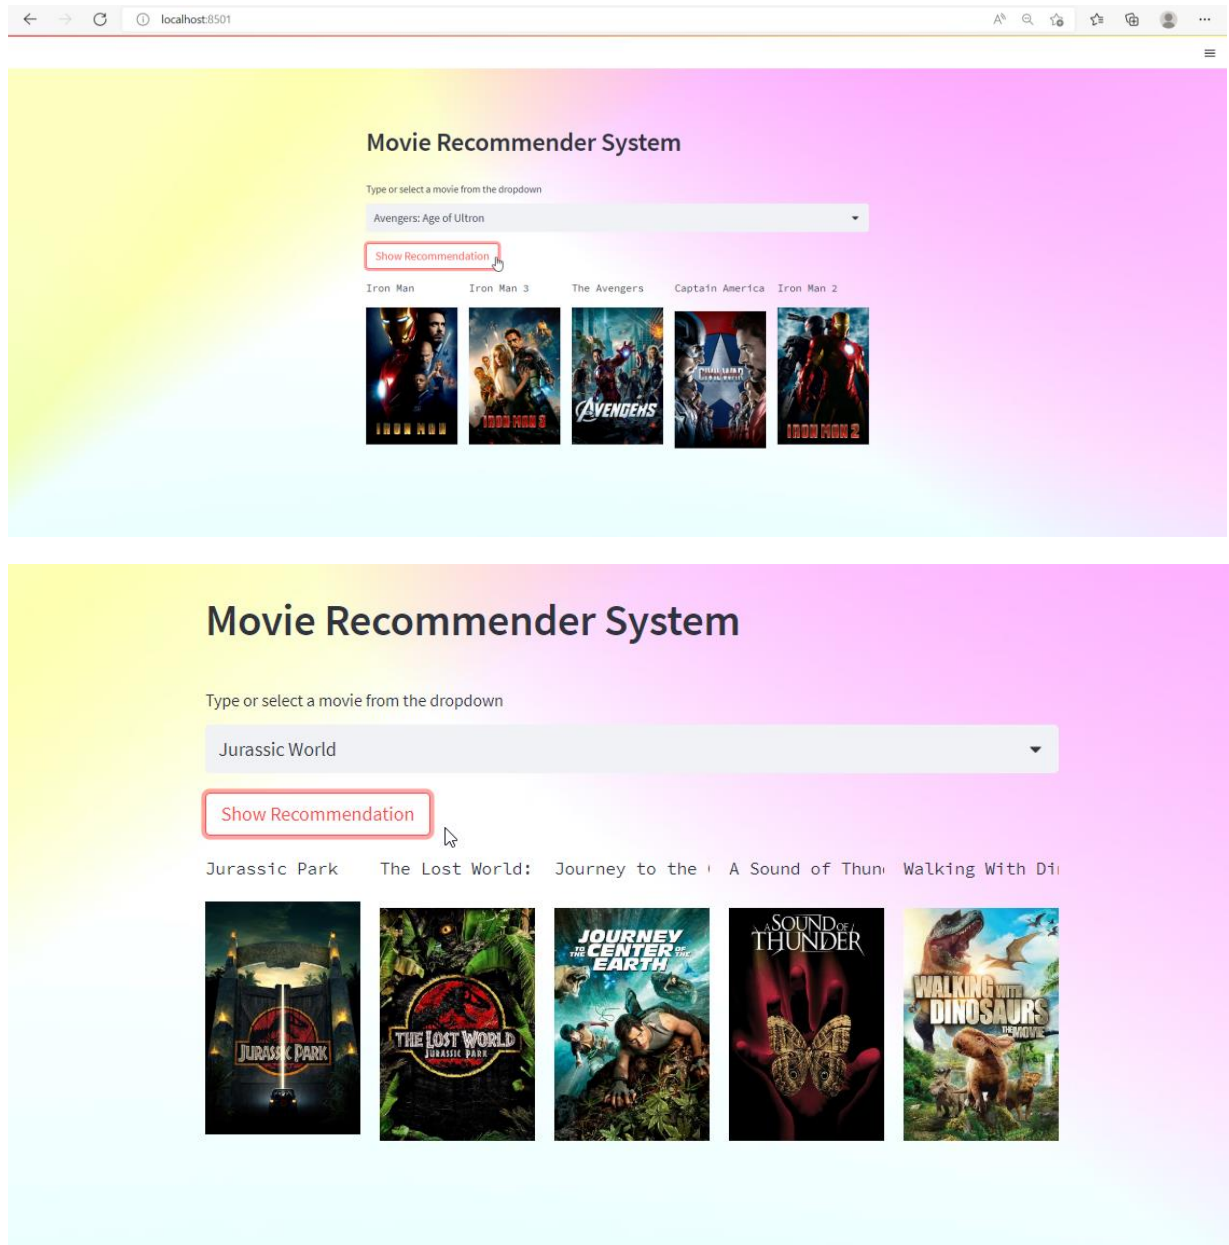 localhost:8501
Movie Recommender System
Type or select a movie from the dropdown
Avengers: Age of Ultron
Show Recommendation
Iron Man Iron Man 3 The Avengers Captain America Iron Man 2
IRON MAN
IRON MAN 3
AVENGERS
CIVIL WAR
IRON MAN 2
Movie Recommender System
Type or select a movie from the dropdown
Jurassic World
Show Recommendation
Jurassic Park The Lost World: Journey to the A Sound of Thun Walking With Di
JURASSIC PARK
THE LOST WORLD
JURASSIC PARK
JOURNEY
TO THE CENTER OF THE
EARTH
A SOUND OF
THUNDER
WALKING WITH
DINOSAURS
THE MOVIE